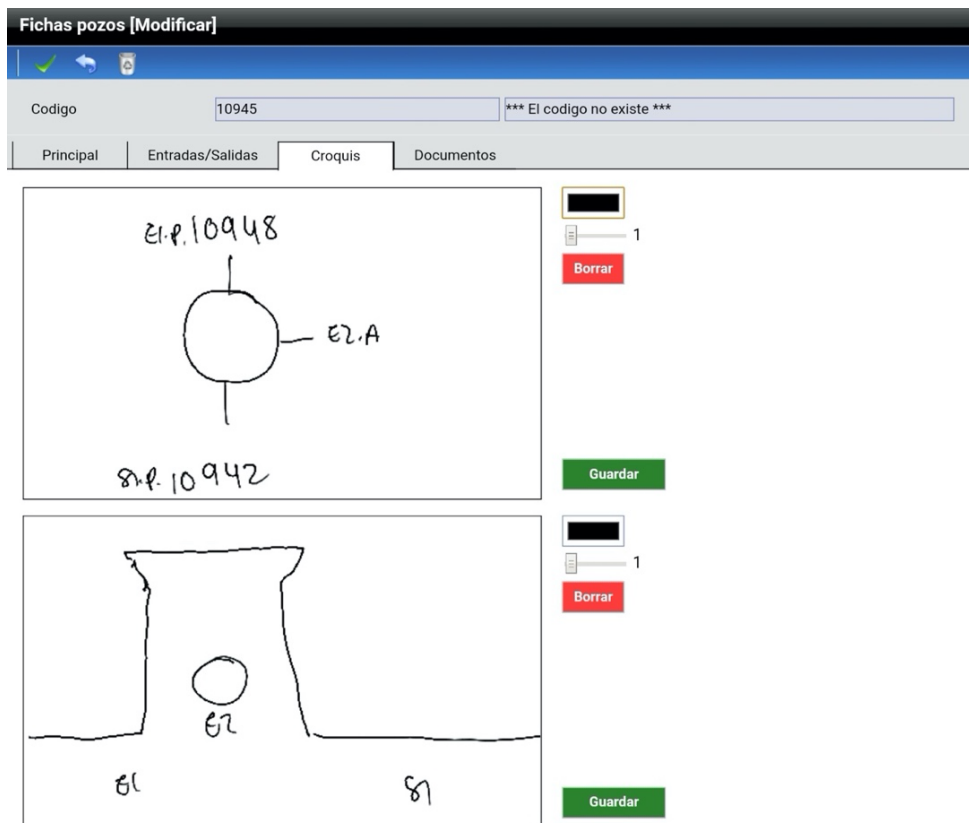 Fichas pozos [Modificar]
Codigo 10945 *** El codigo no existe ***
Principal Entradas/Salidas Croquis Documentos
E1.P.10948
1
Borrar
E2.A
S1.P.10942
Guardar
1
Borrar
E2
E1 S1
Guardar